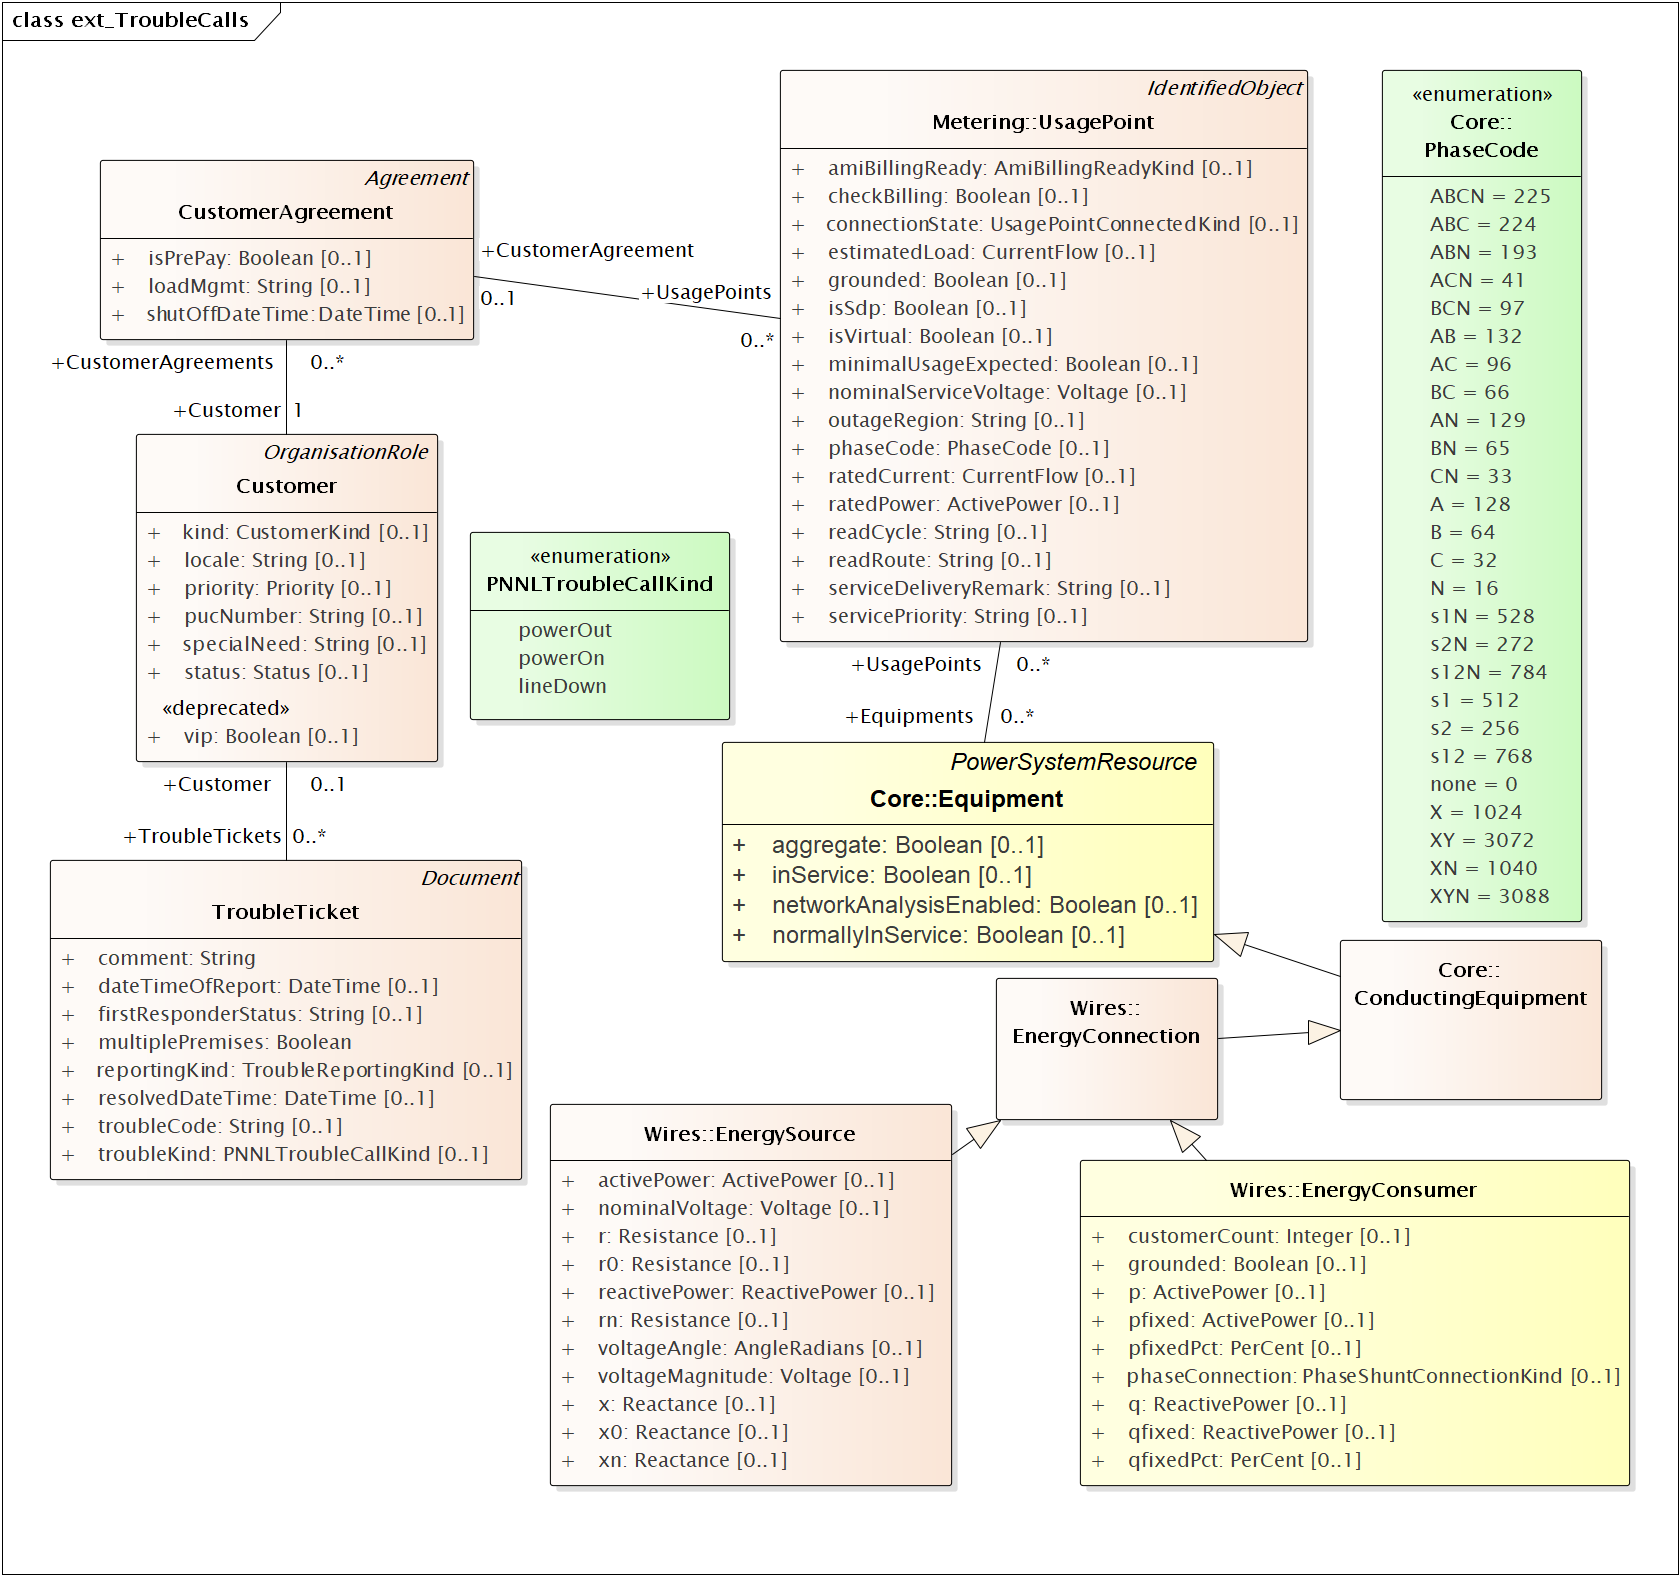 class ext_TroubleCalls
Agreement
CustomerAgreement
+ isPrePay: Boolean [0..1]
+ loadMgmt: String [0..1]
+ shutOffDateTime: DateTime [0..1]
+CustomerAgreement
0..1
+UsagePoints
0..*
+CustomerAgreements 0..*
+Customer 1
OrganisationRole
Customer
+ kind: CustomerKind [0..1]
+ locale: String [0..1]
+ priority: Priority [0..1]
+ pucNumber: String [0..1]
+ specialNeed: String [0..1]
+ status: Status [0..1]
«deprecated»
+ vip: Boolean [0..1]
+Customer 0..1
+TroubleTickets 0..*
Document
TroubleTicket
+ comment: String
+ dateTimeOfReport: DateTime [0..1]
+ firstResponderStatus: String [0..1]
+ multiplePremises: Boolean
+ reportingKind: TroubleReportingKind [0..1]
+ resolvedDateTime: DateTime [0..1]
+ troubleCode: String [0..1]
+ troubleKind: PNNLTroubleCallKind [0..1]
«enumeration»
PNNLTroubleCallKind
powerOut
powerOn
lineDown
IdentifiedObject
Metering::UsagePoint
+ amiBillingReady: AmiBillingReadyKind [0..1]
+ checkBilling: Boolean [0..1]
+ connectionState: UsagePointConnectedKind [0..1]
+ estimatedLoad: CurrentFlow [0..1]
+ grounded: Boolean [0..1]
+ isSdp: Boolean [0..1]
+ isVirtual: Boolean [0..1]
+ minimalUsageExpected: Boolean [0..1]
+ nominalServiceVoltage: Voltage [0..1]
+ outageRegion: String [0..1]
+ phaseCode: PhaseCode [0..1]
+ ratedCurrent: CurrentFlow [0..1]
+ ratedPower: ActivePower [0..1]
+ readCycle: String [0..1]
+ readRoute: String [0..1]
+ serviceDeliveryRemark: String [0..1]
+ servicePriority: String [0..1]
+UsagePoints 0..*
+Equipments 0..*
PowerSystemResource
Core::Equipment
+ aggregate: Boolean [0..1]
+ inService: Boolean [0..1]
+ networkAnalysisEnabled: Boolean [0..1]
+ normallyInService: Boolean [0..1]
«enumeration»
Core::
PhaseCode
ABCN = 225
ABC = 224
ABN = 193
ACN = 41
BCN = 97
AB = 132
AC = 96
BC = 66
AN = 129
BN = 65
CN = 33
A = 128
B = 64
C = 32
N = 16
s1N = 528
s2N = 272
s12N = 784
s1 = 512
s2 = 256
s12 = 768
none = 0
X = 1024
XY = 3072
XN = 1040
XYN = 3088
Core::
ConductingEquipment
Wires::
EnergyConnection
Wires::EnergySource
+ activePower: ActivePower [0..1]
+ nominalVoltage: Voltage [0..1]
+ r: Resistance [0..1]
+ r0: Resistance [0..1]
+ reactivePower: ReactivePower [0..1]
+ rn: Resistance [0..1]
+ voltageAngle: AngleRadians [0..1]
+ voltageMagnitude: Voltage [0..1]
+ x: Reactance [0..1]
+ x0: Reactance [0..1]
+ xn: Reactance [0..1]
Wires::EnergyConsumer
+ customerCount: Integer [0..1]
+ grounded: Boolean [0..1]
+ p: ActivePower [0..1]
+ pfixed: ActivePower [0..1]
+ pfixedPct: PerCent [0..1]
+ phaseConnection: PhaseShuntConnectionKind [0..1]
+ q: ReactivePower [0..1]
+ qfixed: ReactivePower [0..1]
+ qfixedPct: PerCent [0..1]